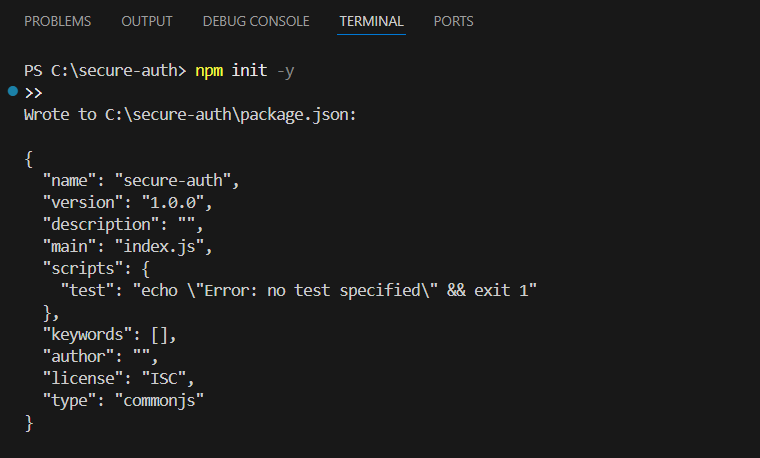 PROBLEMS OUTPUT DEBUG CONSOLE TERMINAL PORTS
PS C:\secure-auth> npm init -y
>>
Wrote to C:\secure-auth\package.json:
{
  "name": "secure-auth",
  "version": "1.0.0",
  "description": "",
  "main": "index.js",
  "scripts": {
    "test": "echo \"Error: no test specified\" && exit 1"
  },
  "keywords": [],
  "author": "",
  "license": "ISC",
  "type": "commonjs"
}